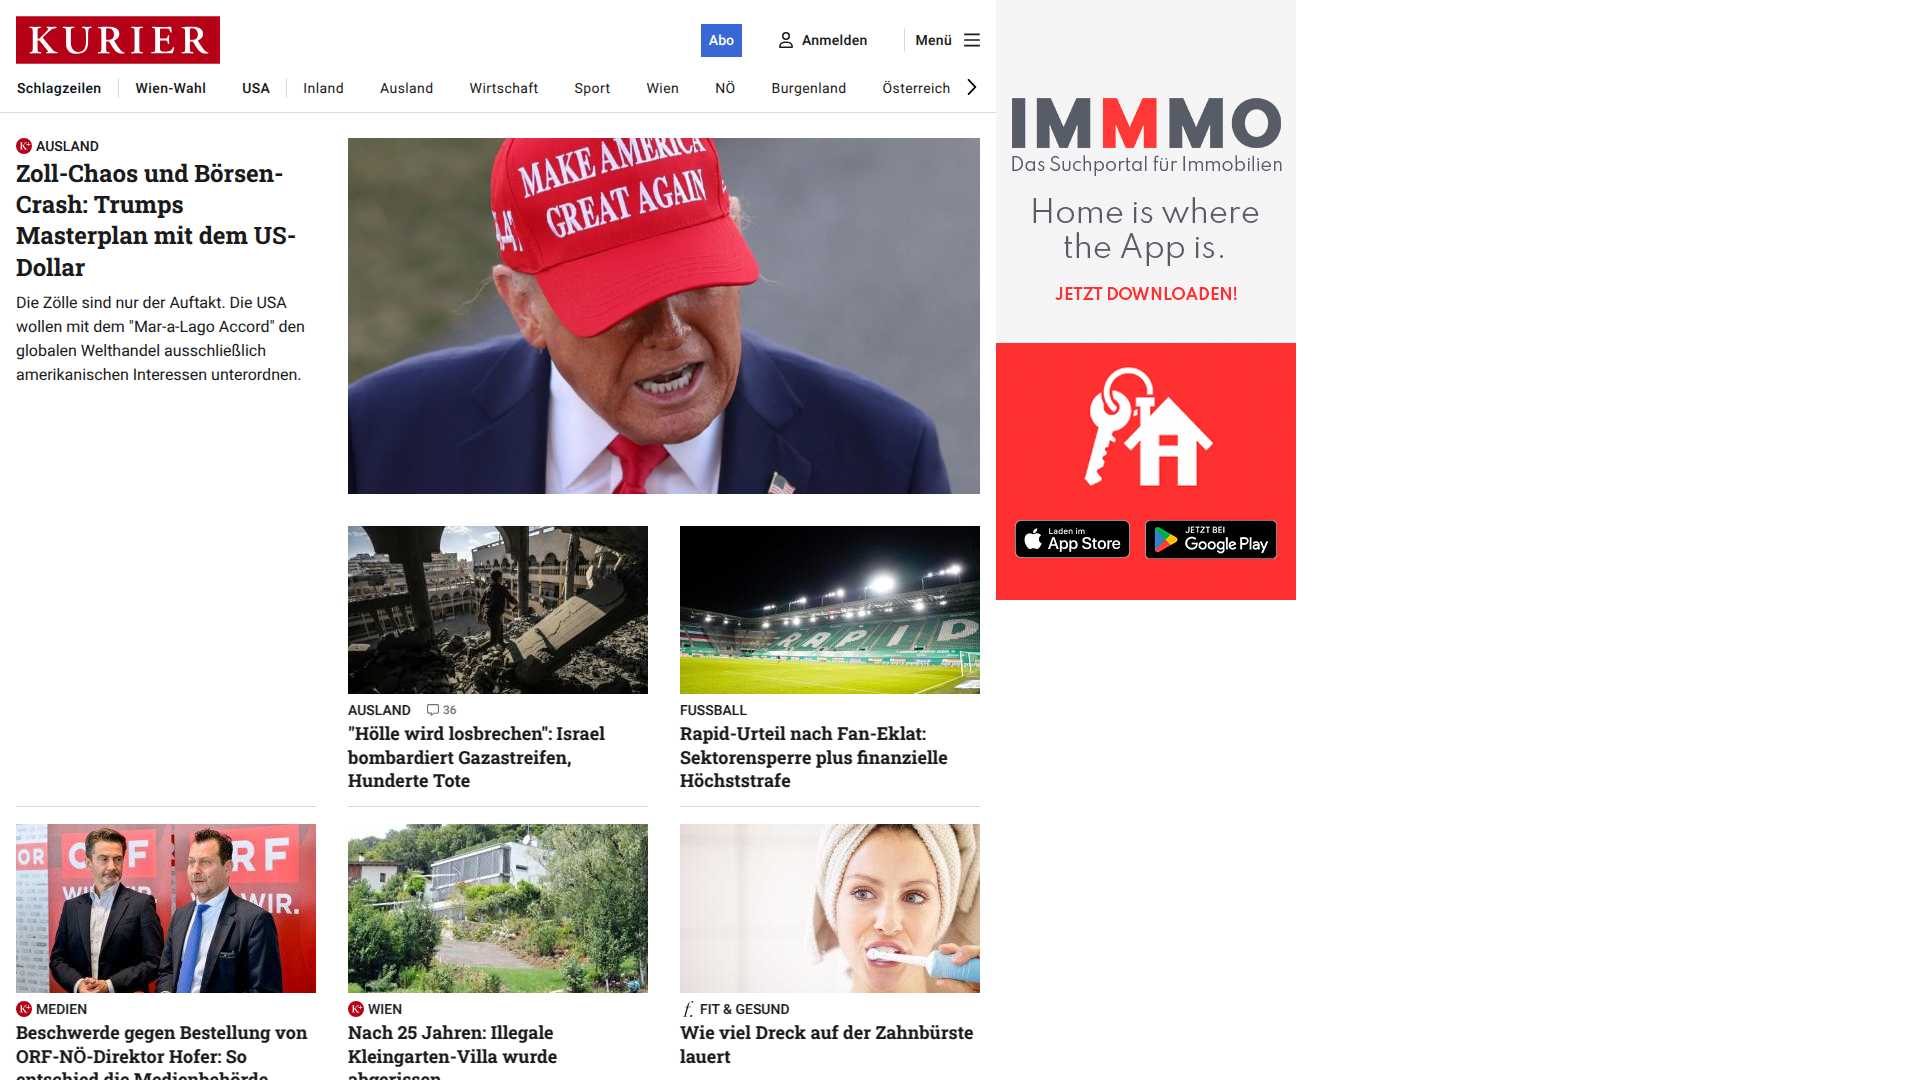 KURIER
Abo
Anmelden
Menü
Schlagzeilen
Wien-Wahl
USA
Inland
Ausland
Wirtschaft
Sport
Wien
NÖ
Burgenland
Österreich
K+ AUSLAND
Zoll-Chaos und Börsen-
Crash: Trumps
Masterplan mit dem US-
Dollar
Die Zölle sind nur der Auftakt. Die USA
wollen mit dem "Mar-a-Lago Accord" den
globalen Welthandel ausschließlich
amerikanischen Interessen unterordnen.
MAKE AMERICA
GREAT AGAIN
IMMMO
Das Suchportal für Immobilien
Home is where
the App is.
JETZT DOWNLOADEN!
Laden im
App Store
JETZT BEI
Google Play
RAPID
AUSLAND
36
"Hölle wird losbrechen": Israel
bombardiert Gazastreifen,
Hunderte Tote
FUSSBALL
Rapid-Urteil nach Fan-Eklat:
Sektorensperre plus finanzielle
Höchststrafe
K+ MEDIEN
Beschwerde gegen Bestellung von
ORF-NÖ-Direktor Hofer: So
entschied die Medienbehörde
K+ WIEN
Nach 25 Jahren: Illegale
Kleingarten-Villa wurde
abgerissen
f. FIT & GESUND
Wie viel Dreck auf der Zahnbürste
lauert